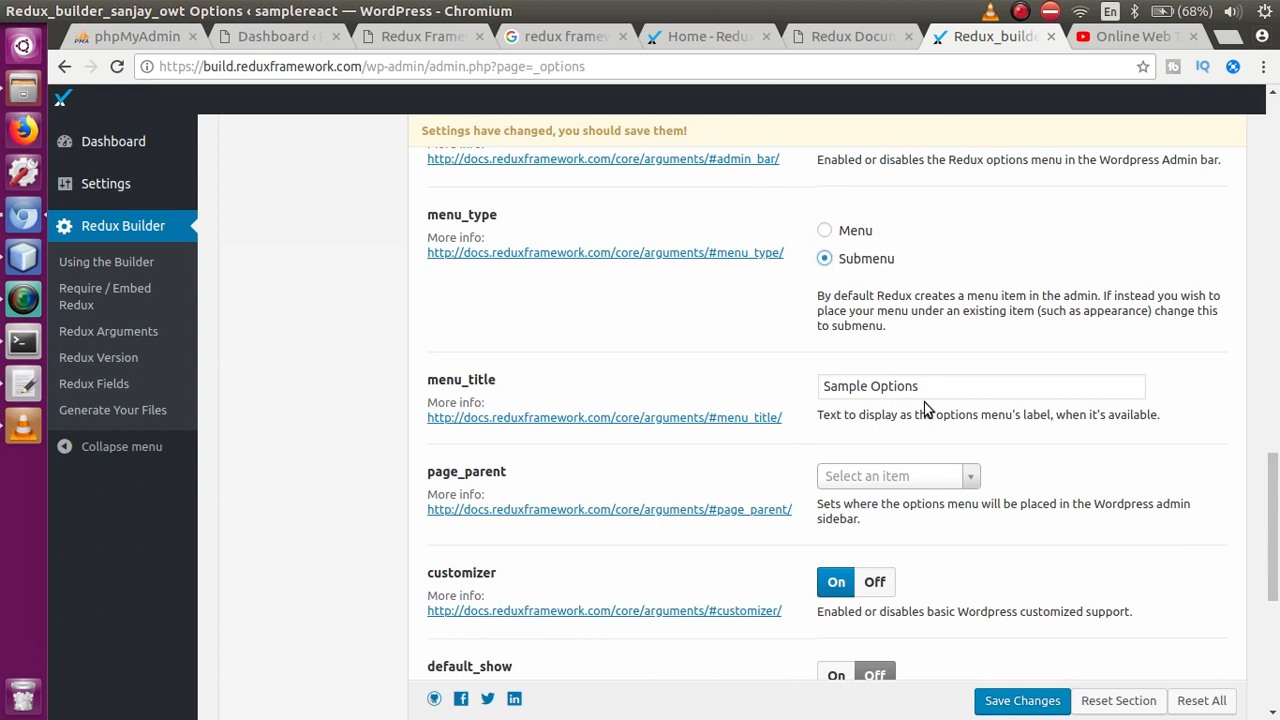 Redux_builder_sanjay_owt Options ‹ samplereact — WordPress - Chromium
En
(68%)
phpMyAdmin
Dashboard
Redux Frame
redux framew
Home - Redu
Redux Docum
Redux_builde
Online Web T
https://build.reduxframework.com/wp-admin/admin.php?page=_options
IQ
Dashboard
Settings
Redux Builder
Using the Builder
Require / Embed
Redux
Redux Arguments
Redux Version
Redux Fields
Generate Your Files
Collapse menu
Settings have changed, you should save them!
http://docs.reduxframework.com/core/arguments/#admin_bar/
Enabled or disables the Redux options menu in the Wordpress Admin bar.
menu_type
More info:
http://docs.reduxframework.com/core/arguments/#menu_type/
Menu
Submenu
By default Redux creates a menu item in the admin. If instead you wish to
place your menu under an existing item (such as appearance) change this
to submenu.
menu_title
More info:
http://docs.reduxframework.com/core/arguments/#menu_title/
Sample Options
Text to display as the options menu's label, when it's available.
page_parent
More info:
http://docs.reduxframework.com/core/arguments/#page_parent/
Select an item
Sets where the options menu will be placed in the Wordpress admin
sidebar.
customizer
More info:
http://docs.reduxframework.com/core/arguments/#customizer/
On Off
Enabled or disables basic Wordpress customized support.
default_show
On Off
Save Changes
Reset Section
Reset All